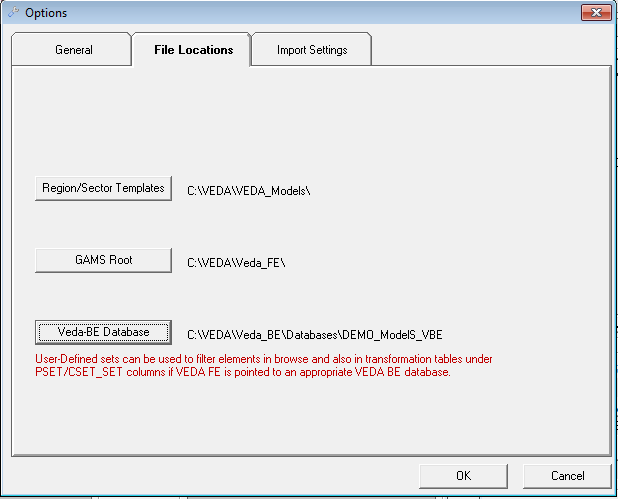 Options
General
File Locations
Import Settings
Region/Sector Templates C:\VEDA\VEDA_Models\
GAMS Root C:\VEDA\Veda_FE\
Veda-BE Database C:\VEDA\Veda_BE\Databases\DEMO_ModelS_VBE
User-Defined sets can be used to filter elements in browse and also in transformation tables under
PSET/CSET_SET columns if VEDA FE is pointed to an appropriate VEDA BE database.
OK
Cancel